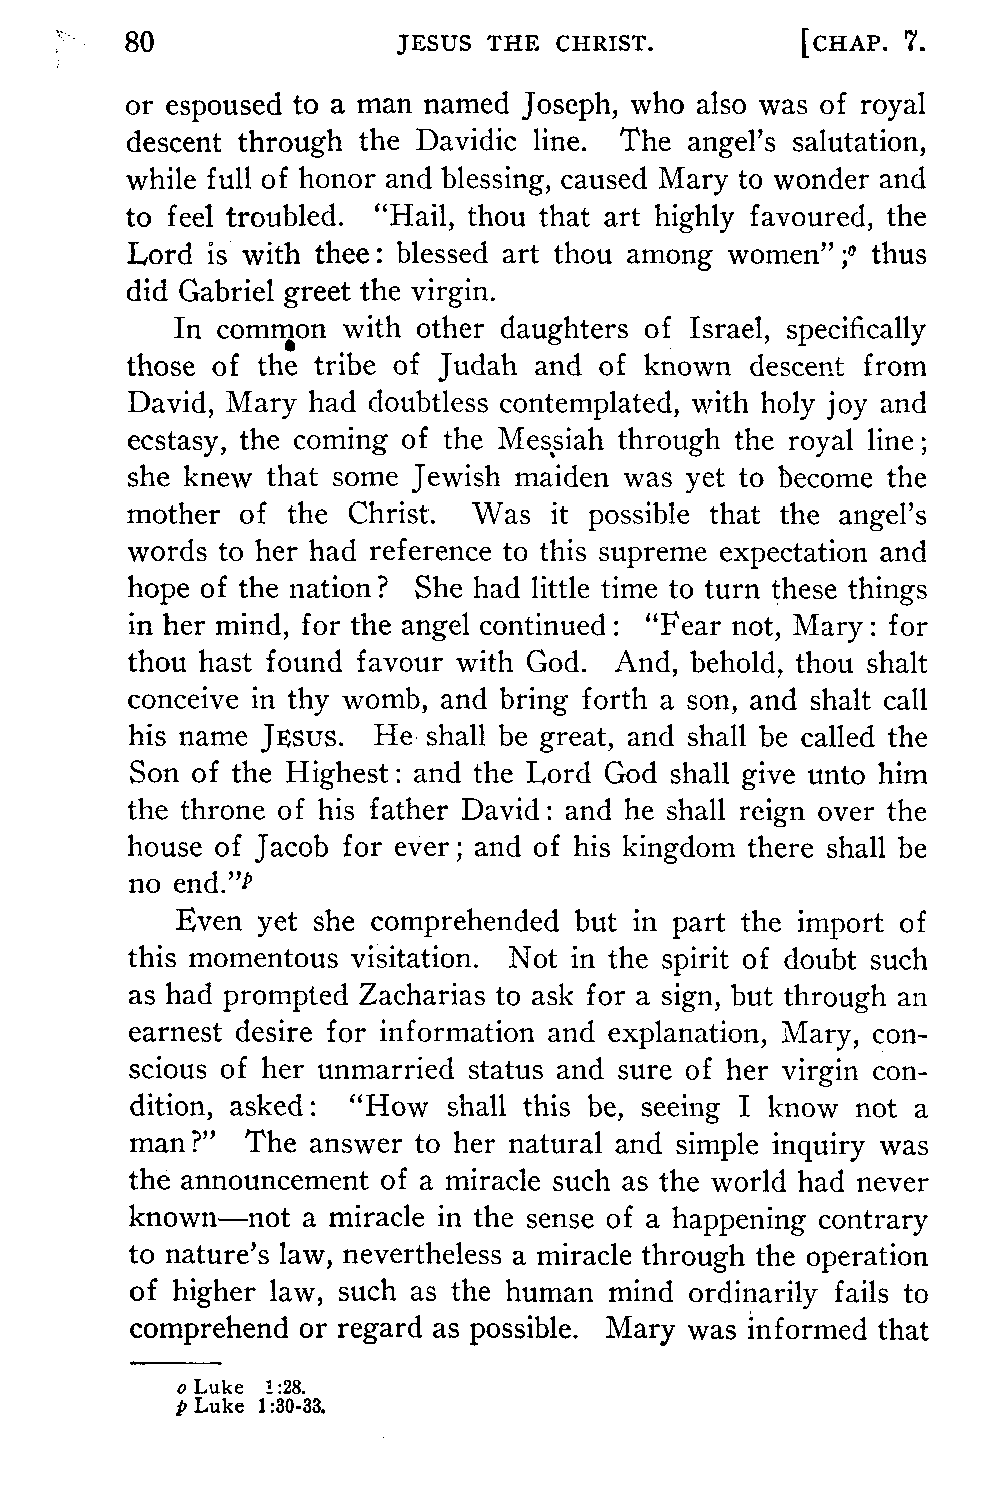 80 JESUS THE CHRIST. [CHAP. 7.
or espoused to a man named Joseph, who also was of royal
descent through the Davidic line. The angel's salutation,
while full of honor and blessing, caused Mary to wonder and
to feel troubled. "Hail, thou that art highly favoured, the
Lord is with thee: blessed art thou among women";o thus
did Gabriel greet the virgin.
In common with other daughters of Israel, specifically
those of the tribe of Judah and of known descent from
David, Mary had doubtless contemplated, with holy joy and
ecstasy, the coming of the Messiah through the royal line;
she knew that some Jewish maiden was yet to become the
mother of the Christ. Was it possible that the angel's
words to her had reference to this supreme expectation and
hope of the nation? She had little time to turn these things
in her mind, for the angel continued: "Fear not, Mary: for
thou hast found favour with God. And, behold, thou shalt
conceive in thy womb, and bring forth a son, and shalt call
his name JESUS. He shall be great, and shall be called the
Son of the Highest: and the Lord God shall give unto him
the throne of his father David: and he shall reign over the
house of Jacob for ever; and of his kingdom there shall be
no end."p
Even yet she comprehended but in part the import of
this momentous visitation. Not in the spirit of doubt such
as had prompted Zacharias to ask for a sign, but through an
earnest desire for information and explanation, Mary, con-
scious of her unmarried status and sure of her virgin con-
dition, asked: "How shall this be, seeing I know not a
man?" The answer to her natural and simple inquiry was
the announcement of a miracle such as the world had never
known—not a miracle in the sense of a happening contrary
to nature's law, nevertheless a miracle through the operation
of higher law, such as the human mind ordinarily fails to
comprehend or regard as possible. Mary was informed that
o Luke 1:28.
p Luke 1:30-33.